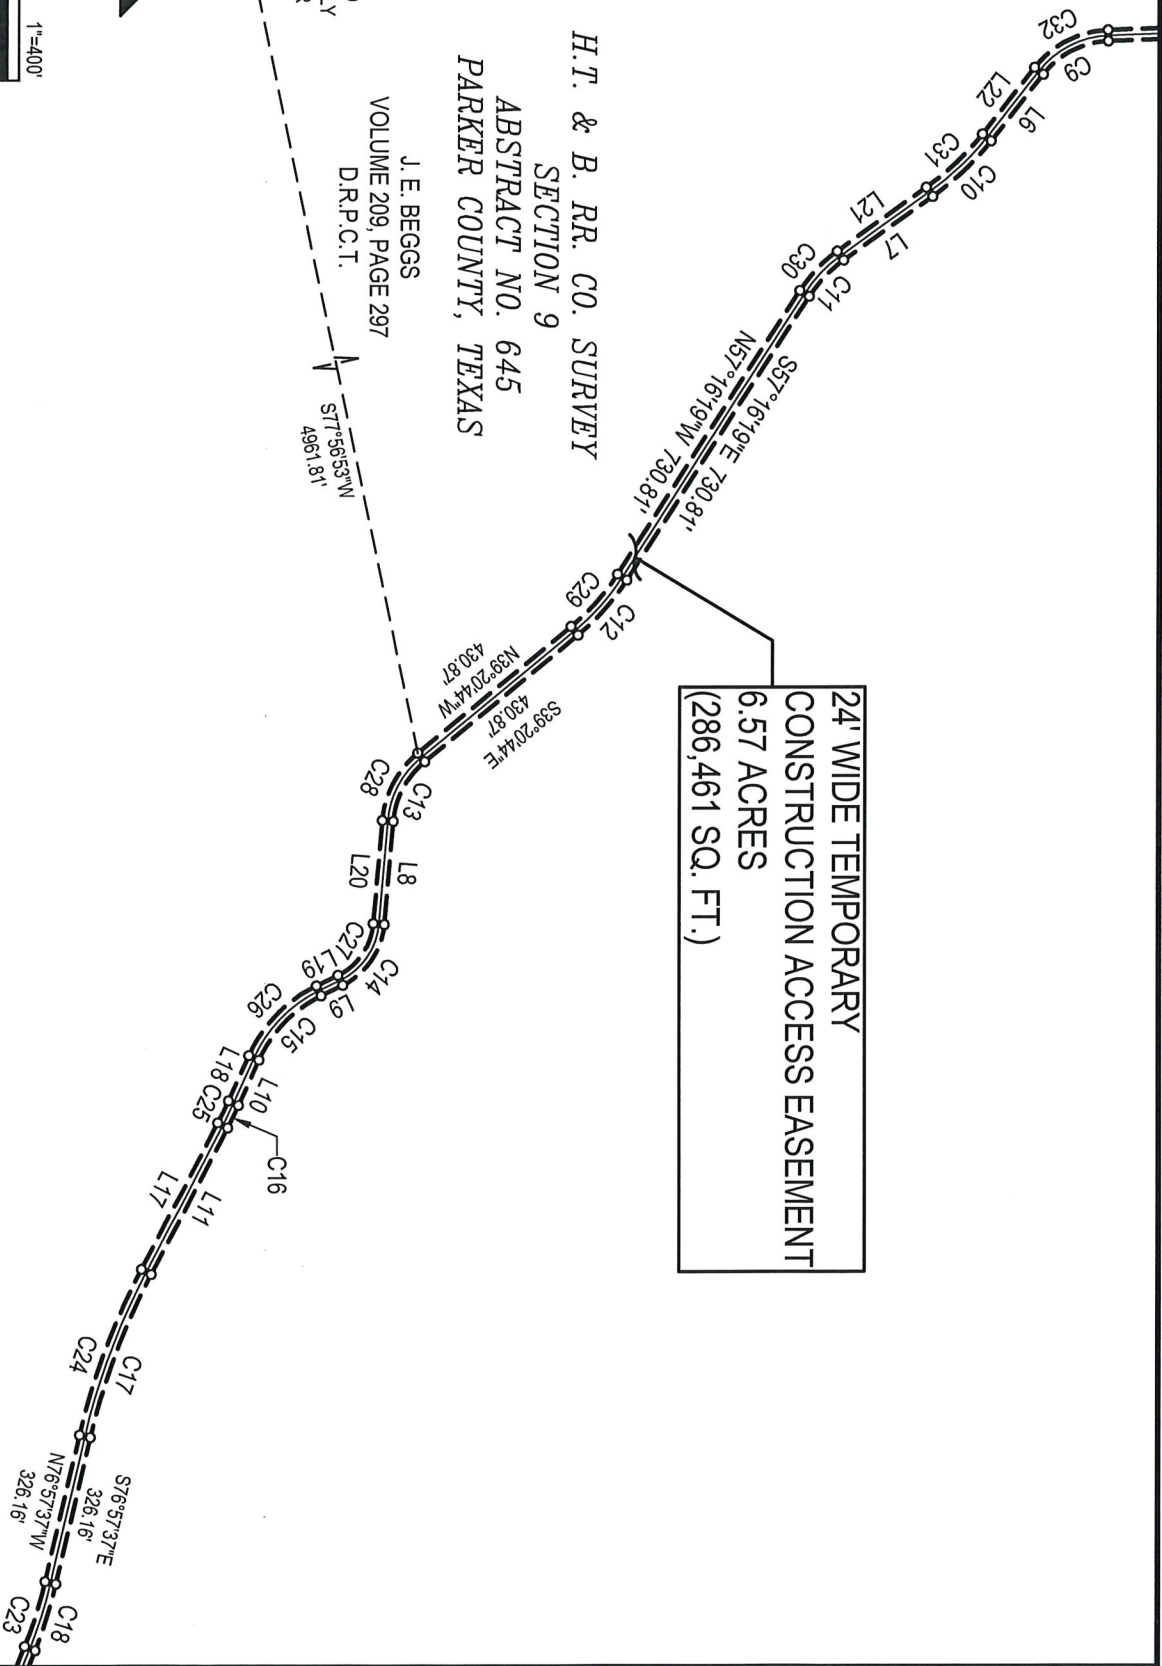 24' WIDE TEMPORARY
CONSTRUCTION ACCESS EASEMENT
6.57 ACRES
(286,461 SQ. FT.)
H.T. & B. RR. CO. SURVEY
SECTION 9
ABSTRACT NO. 645
PARKER COUNTY, TEXAS
J. E. BEGGS
VOLUME 209, PAGE 297
D.R.P.C.T.
S77°56'53"W
4961.81'
1"=400'
C32
C9
L22
L6
C31
C10
L21
L7
C30
C11
S57°16'19"E 730.81'
N57°16'19"W 730.81'
C29
C12
S39°20'44"E
430.87'
N39°20'44"W
430.87'
C28
C13
L8
L20
C27
C14
L19
L9
C26
C15
L18
L10
C25
C16
L17
L11
C24
C17
S76°57'37"E
326.16'
N76°57'37"W
326.16'
C23
C18